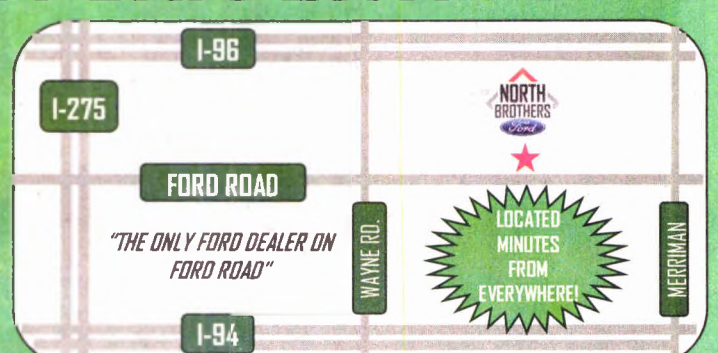 I-96
I-275
NORTH
BROTHERS
Ford
FORD ROAD
"THE ONLY FORD DEALER ON
FORD ROAD"
WAYNE RD.
LOCATED
MINUTES
FROM
EVERYWHERE!
MERRIMAN
I-94